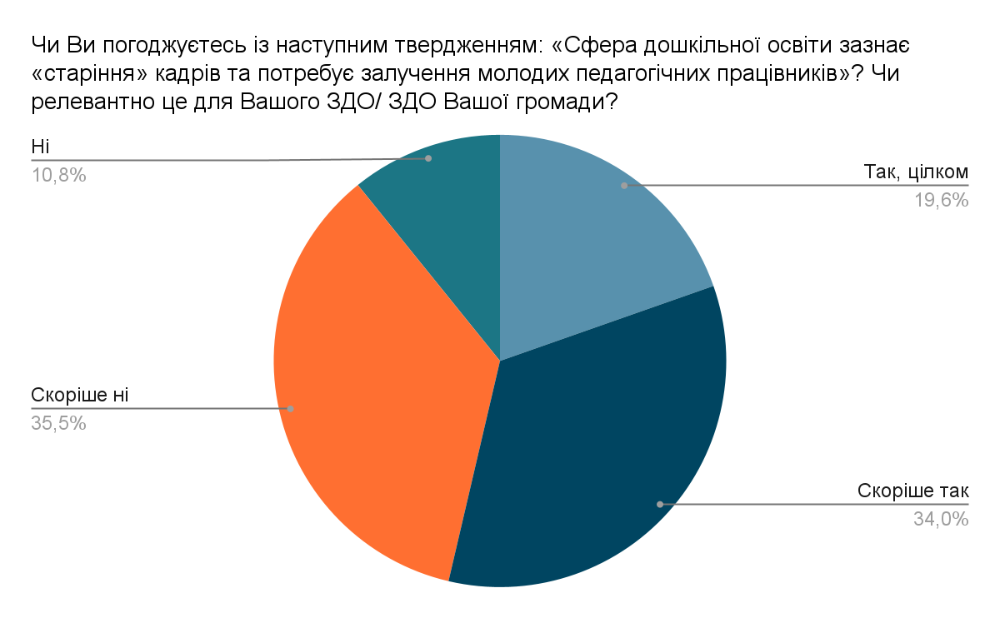 Чи Ви погоджуєтесь із наступним твердженням: «Сфера дошкільної освіти зазнає
«старіння» кадрів та потребує залучення молодих педагогічних працівників»? Чи
релевантно це для Вашого ЗДО/ ЗДО Вашої громади?
Ні
10,8%
Так, цілком
19,6%
Скоріше ні
35,5%
Скоріше так
34,0%